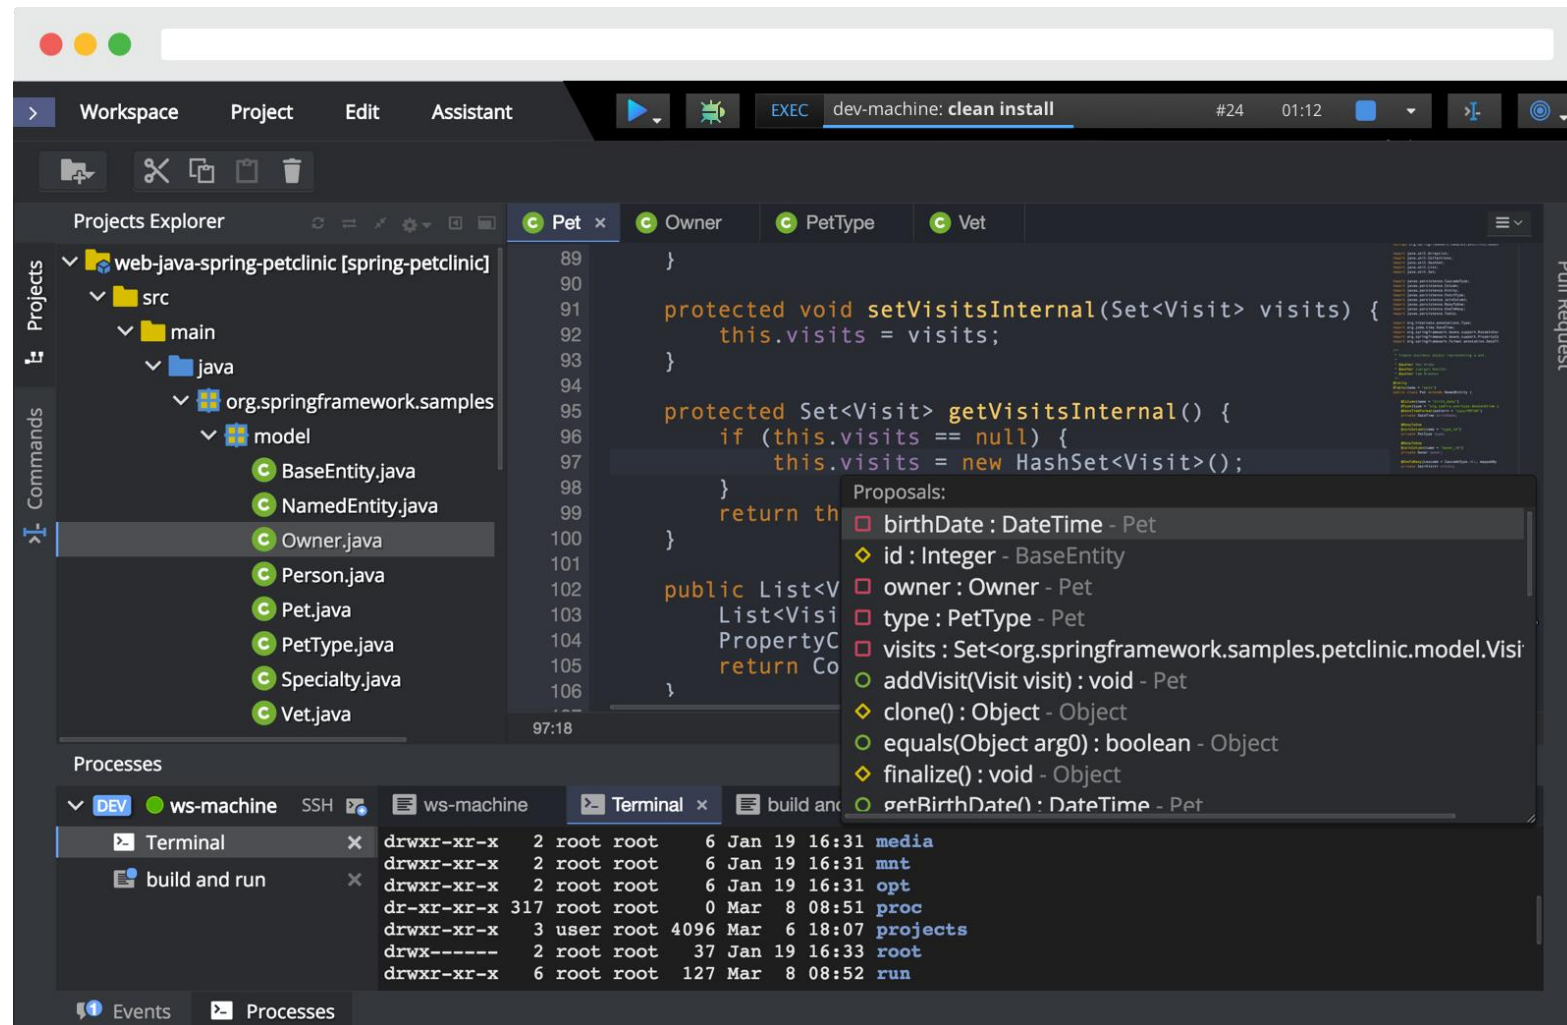 Workspace Project Edit Assistant
EXEC dev-machine: clean install #24 01:12
Projects Explorer
Projects
Commands
web-java-spring-petclinic [spring-petclinic]
src
main
java
org.springframework.samples
model
BaseEntity.java
NamedEntity.java
Owner.java
Person.java
Pet.java
PetType.java
Specialty.java
Vet.java
Pet × Owner PetType Vet
89 }
90
91 protected void setVisitsInternal(Set<Visit> visits) {
92 this.visits = visits;
93 }
94
95 protected Set<Visit> getVisitsInternal() {
96 if (this.visits == null) {
97 this.visits = new HashSet<Visit>();
98 }
99 return th
100 }
101
102 public List<V
103 List<Visi
104 PropertyC
105 return Co
106 }
97:18
Proposals:
birthDate : DateTime - Pet
id : Integer - BaseEntity
owner : Owner - Pet
type : PetType - Pet
visits : Set<org.springframework.samples.petclinic.model.Visi
addVisit(Visit visit) : void - Pet
clone() : Object - Object
equals(Object arg0) : boolean - Object
finalize() : void - Object
getBirthDate() : DateTime - Pet
Pull Request
Processes
DEV ws-machine SSH
Terminal ×
build and run ×
ws-machine Terminal × build and
drwxr-xr-x 2 root root 6 Jan 19 16:31 media
drwxr-xr-x 2 root root 6 Jan 19 16:31 mnt
drwxr-xr-x 2 root root 6 Jan 19 16:31 opt
dr-xr-xr-x 317 root root 0 Mar 8 08:51 proc
drwxr-xr-x 3 user root 4096 Mar 6 18:07 projects
drwx------ 2 root root 37 Jan 19 16:33 root
drwxr-xr-x 6 root root 127 Mar 8 08:52 run
1 Events Processes